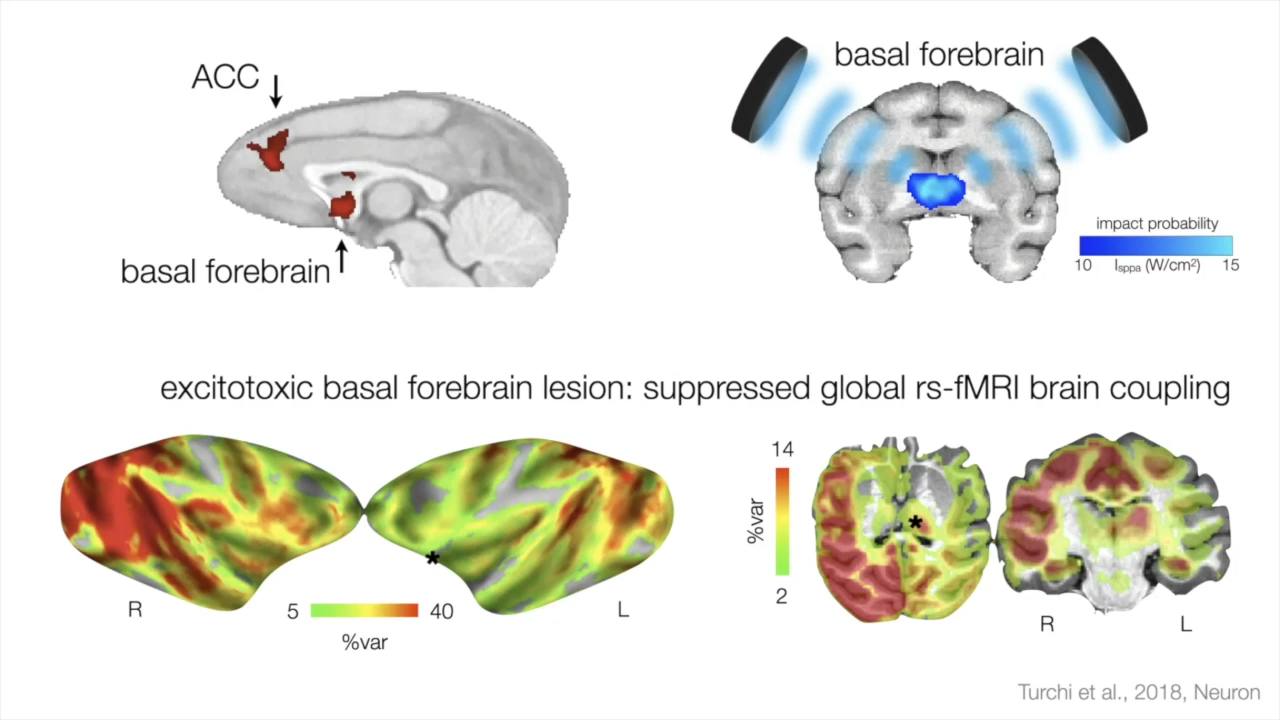 ACC
basal forebrain
basal forebrain
impact probability
10 Isppa (W/cm²) 15
excitotoxic basal forebrain lesion: suppressed global rs-fMRI brain coupling
R
5
40
L
%var
*
14
%var
2
*
R
L
Turchi et al., 2018, Neuron